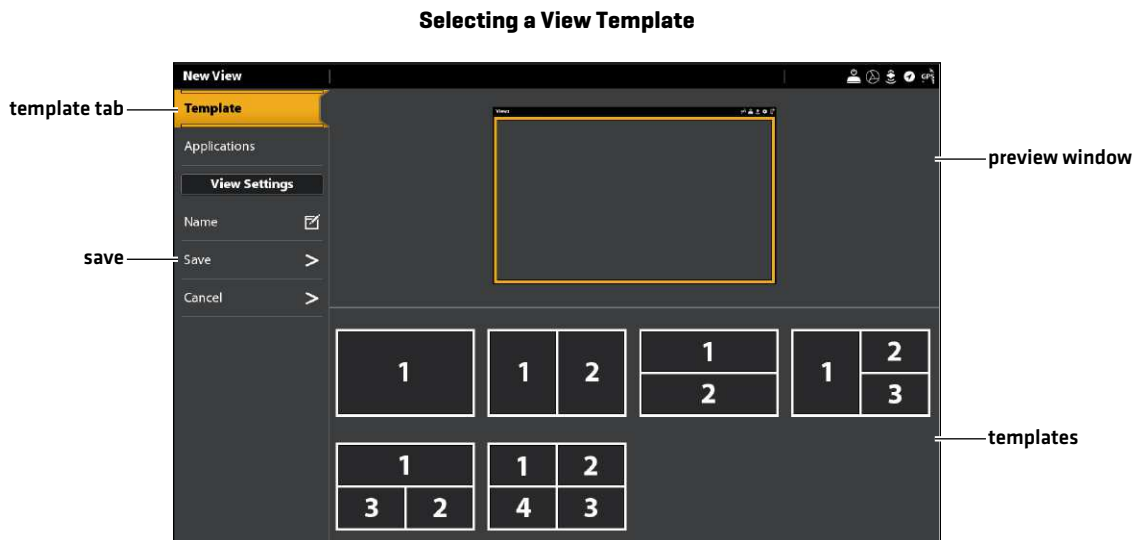 Selecting a View Template
New View
GPS
template tab
Template
Applications
preview window
View Settings
Name
save
Save
Cancel
1
1 2
1
2
1 2
3
templates
1
3 2
1 2
4 3